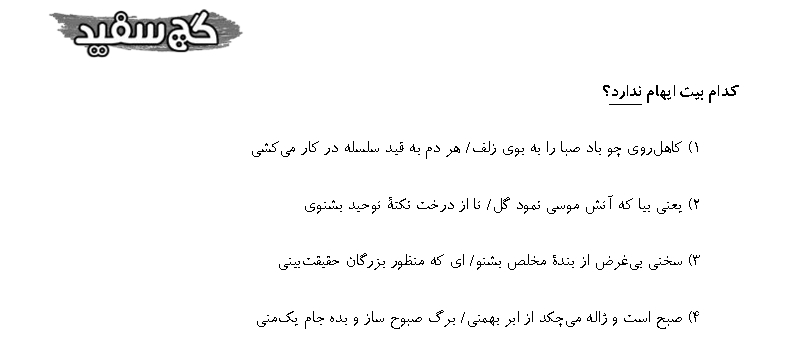 گچ سفید
کدام بیت ایهام ندارد؟
۱) کاهل‌روی چو باد صبا را به بوی زلف/ هر دم به قید سلسله در کار می‌کشی
۲) یعنی بیا که آتش موسی نمود گل/ تا از درخت نکتهٔ توحید بشنوی
۳) سخنی بی‌غرض از بندهٔ مخلص بشنو/ ای که منظور بزرگان حقیقت‌بینی
۴) صبح است و ژاله می‌چکد از ابر بهمنی/ برگ صبوح ساز و بده جام یک‌منی